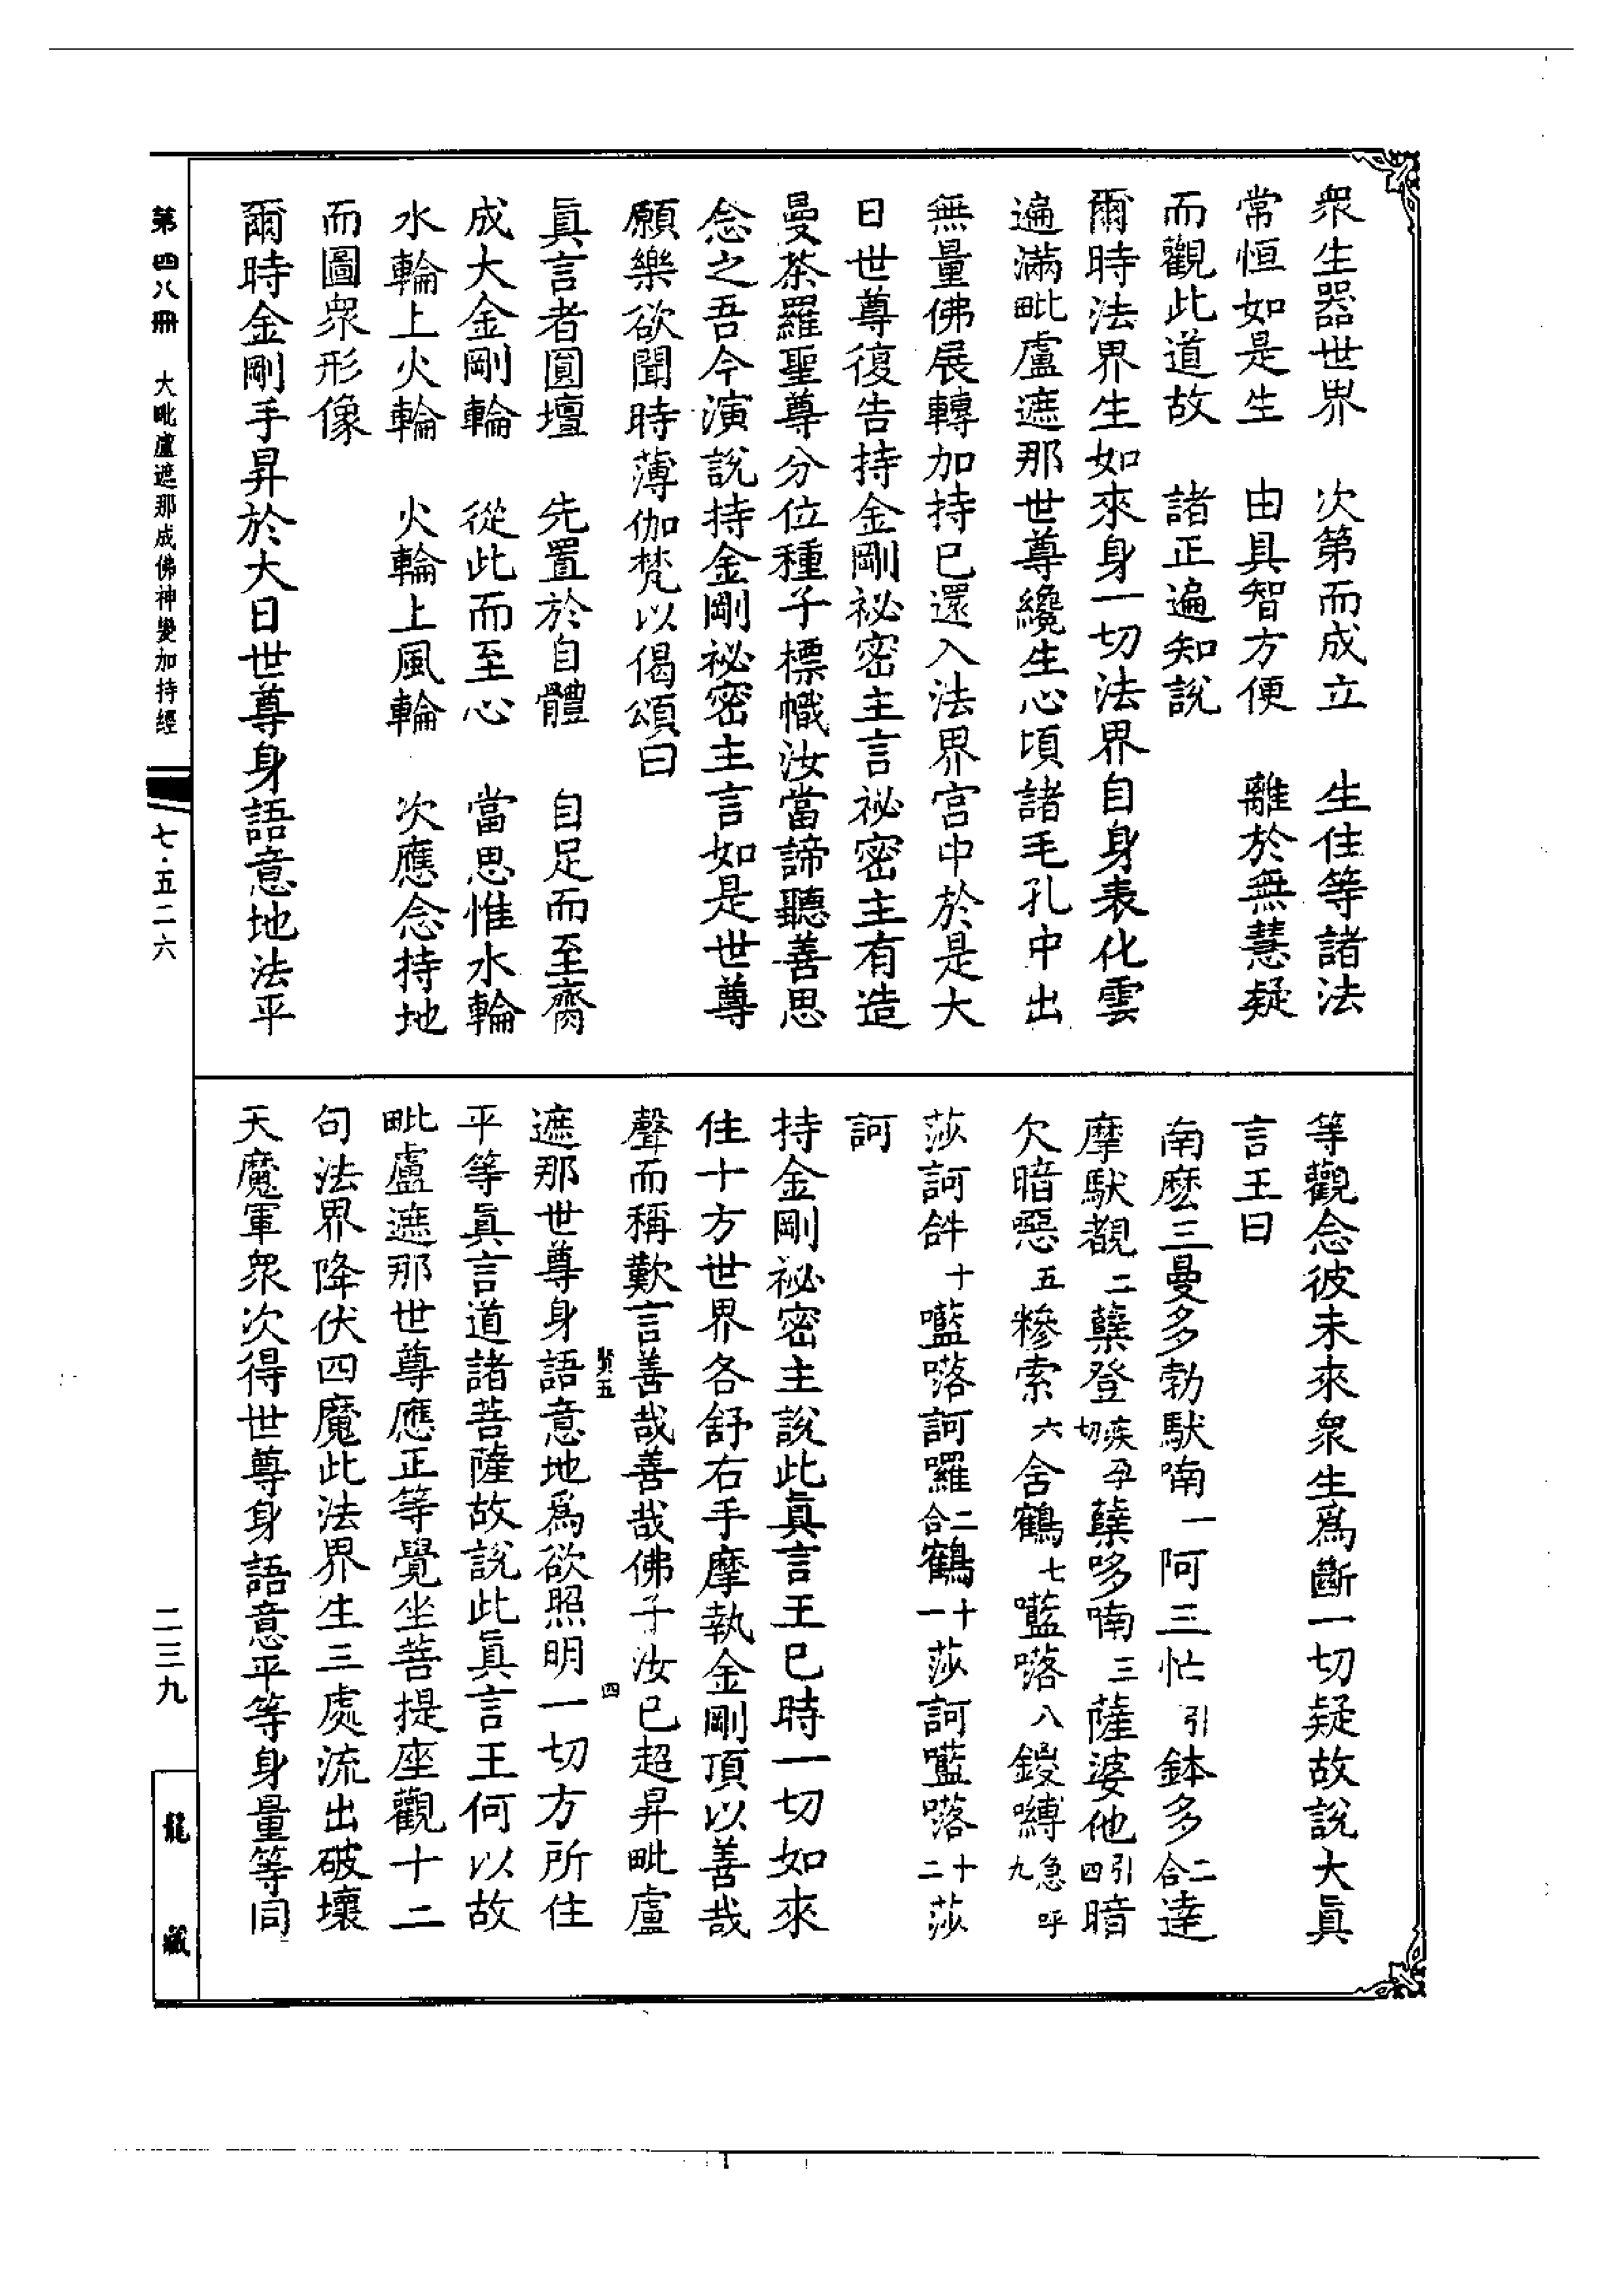 衆生器世界　次第而成立　生住等諸法
常恒如是生　由具智方便　離於無慧疑
而觀此道故　諸正遍知說
爾時法界生如來身一切法界自身表化雲
遍滿毗盧遮那世尊纔生心頃諸毛孔中出
無量佛展轉加持已還入法界宮中於是大
日世尊復告持金剛祕密主言祕密主有造
曼荼羅聖尊分位種子標幟汝當諦聽善思
念之吾今演說持金剛祕密主言如是世尊
願樂欲聞時薄伽梵以偈頌曰
真言者圓壇　先置於自體　自足而至齊
成大金剛輪　從此而至心　當思惟水輪
水輪上火輪　火輪上風輪　次應念持地
而圖衆形像
爾時金剛手昇於大日世尊身語意地法平
等觀念彼未來衆生爲斷一切疑故說大真
言王曰
南麽三曼多勃馱喃一阿三忙引鉢多二合達
摩馱覩二蘖登疾孕切蘖哆喃三薩婆他引四暗
欠暗噁五糝索六舍鶴七㘕㗶八鍐嚩急呼九
莎訶𤙖十㘕㗶訶囉二合鶴十一莎訶㘕㗶十二莎
訶
持金剛祕密主說此真言王已時一切如來
住十方世界各舒右手摩執金剛頂以善哉
聲而稱歎言善哉善哉佛子汝已超昇毗盧
遮那世尊身語意地爲欲照明一切方所住
平等真言道諸菩薩故說此真言王何以故
毗盧遮那世尊應正等覺坐菩提座觀十二
句法界降伏四魔此法界生三處流出破壞
天魔軍衆次得世尊身語意平等身量等同
賢五
四
第四八冊　大毗盧遮那成佛神變加持經
七·五二六
二三九
龍藏